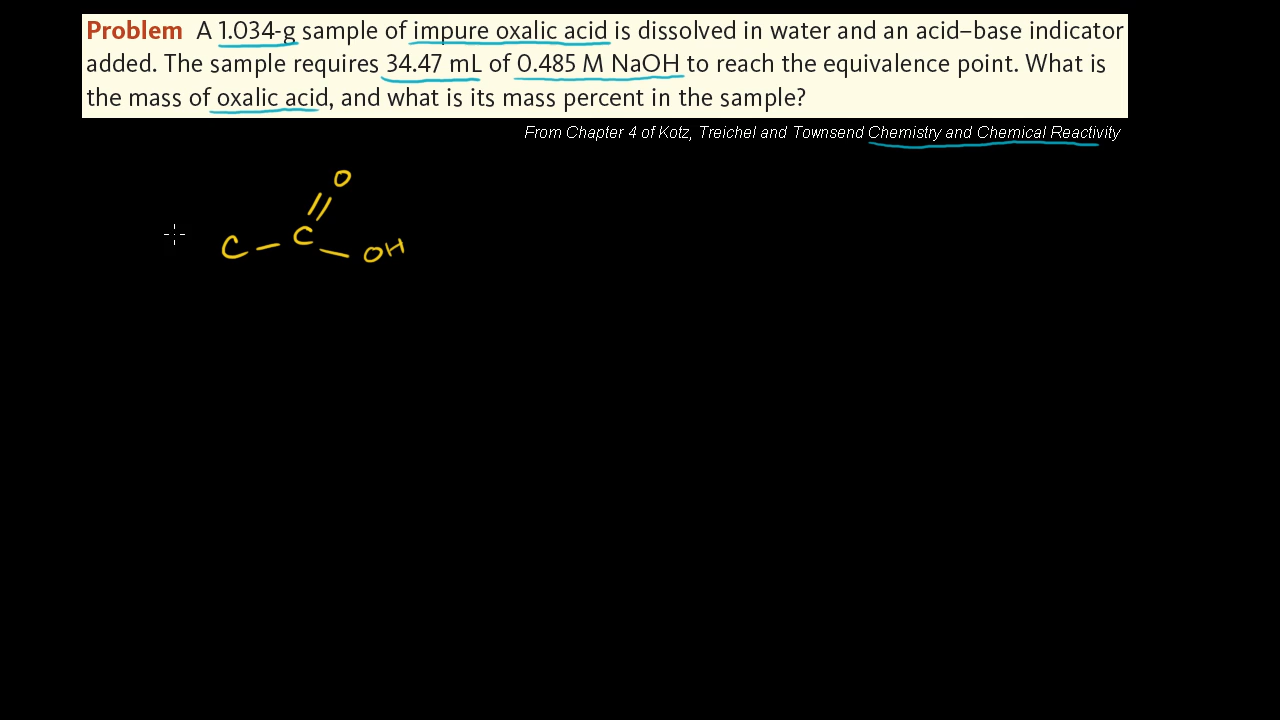 Problem A 1.034-g sample of impure oxalic acid is dissolved in water and an acid–base indicator
added. The sample requires 34.47 mL of 0.485 M NaOH to reach the equivalence point. What is
the mass of oxalic acid, and what is its mass percent in the sample?
From Chapter 4 of Kotz, Treichel and Townsend Chemistry and Chemical Reactivity
O
C – C – OH